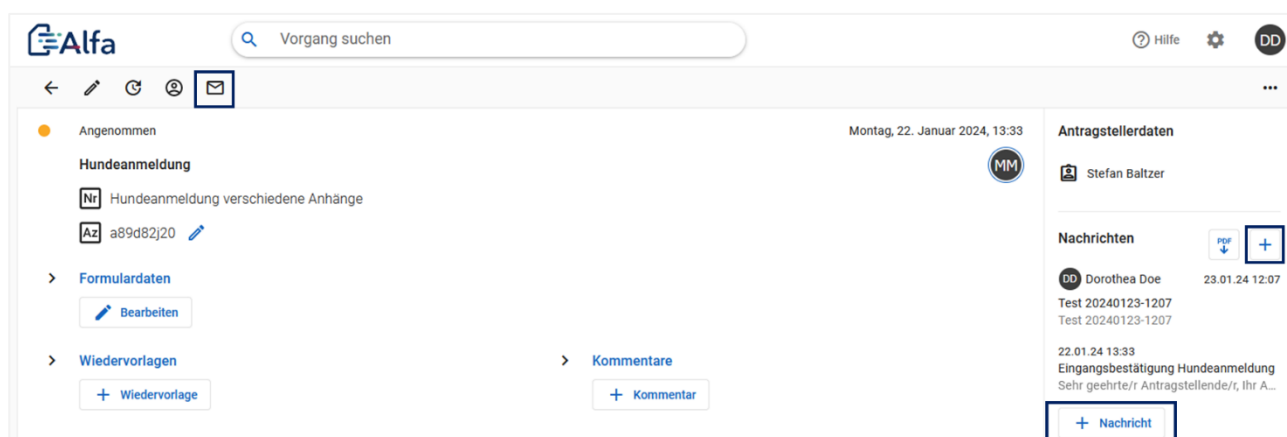 Alfa
Vorgang suchen
Hilfe
DD
Angenommen
Montag, 22. Januar 2024, 13:33
Hundeanmeldung
MM
Nr Hundeanmeldung verschiedene Anhänge
Az a89d82j20
Formulardaten
Bearbeiten
Wiedervorlagen
+ Wiedervorlage
Kommentare
+ Kommentar
Antragstellerdaten
Stefan Baltzer
Nachrichten
PDF
+
DD Dorothea Doe 23.01.24 12:07
Test 20240123-1207
Test 20240123-1207
22.01.24 13:33
Eingangsbestätigung Hundeanmeldung
Sehr geehrte/r Antragstellende/r, Ihr A...
+ Nachricht